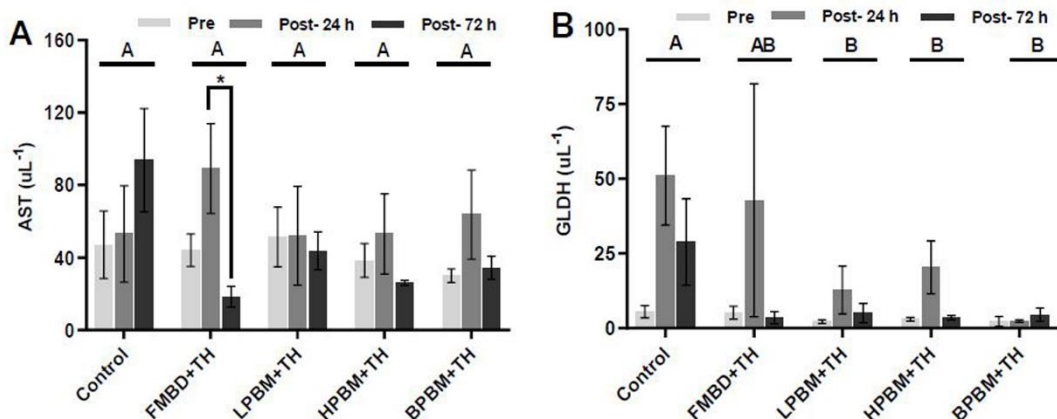 A
Pre Post- 24 h Post- 72 h
AST (uL⁻¹)
160
120
80
40
0
A A A A A
*
Control
FMBD+TH
LPBM+TH
HPBM+TH
BPBM+TH
B
Pre Post- 24 h Post- 72 h
GLDH (uL⁻¹)
100
75
50
25
0
A AB B B B
Control
FMBD+TH
LPBM+TH
HPBM+TH
BPBM+TH